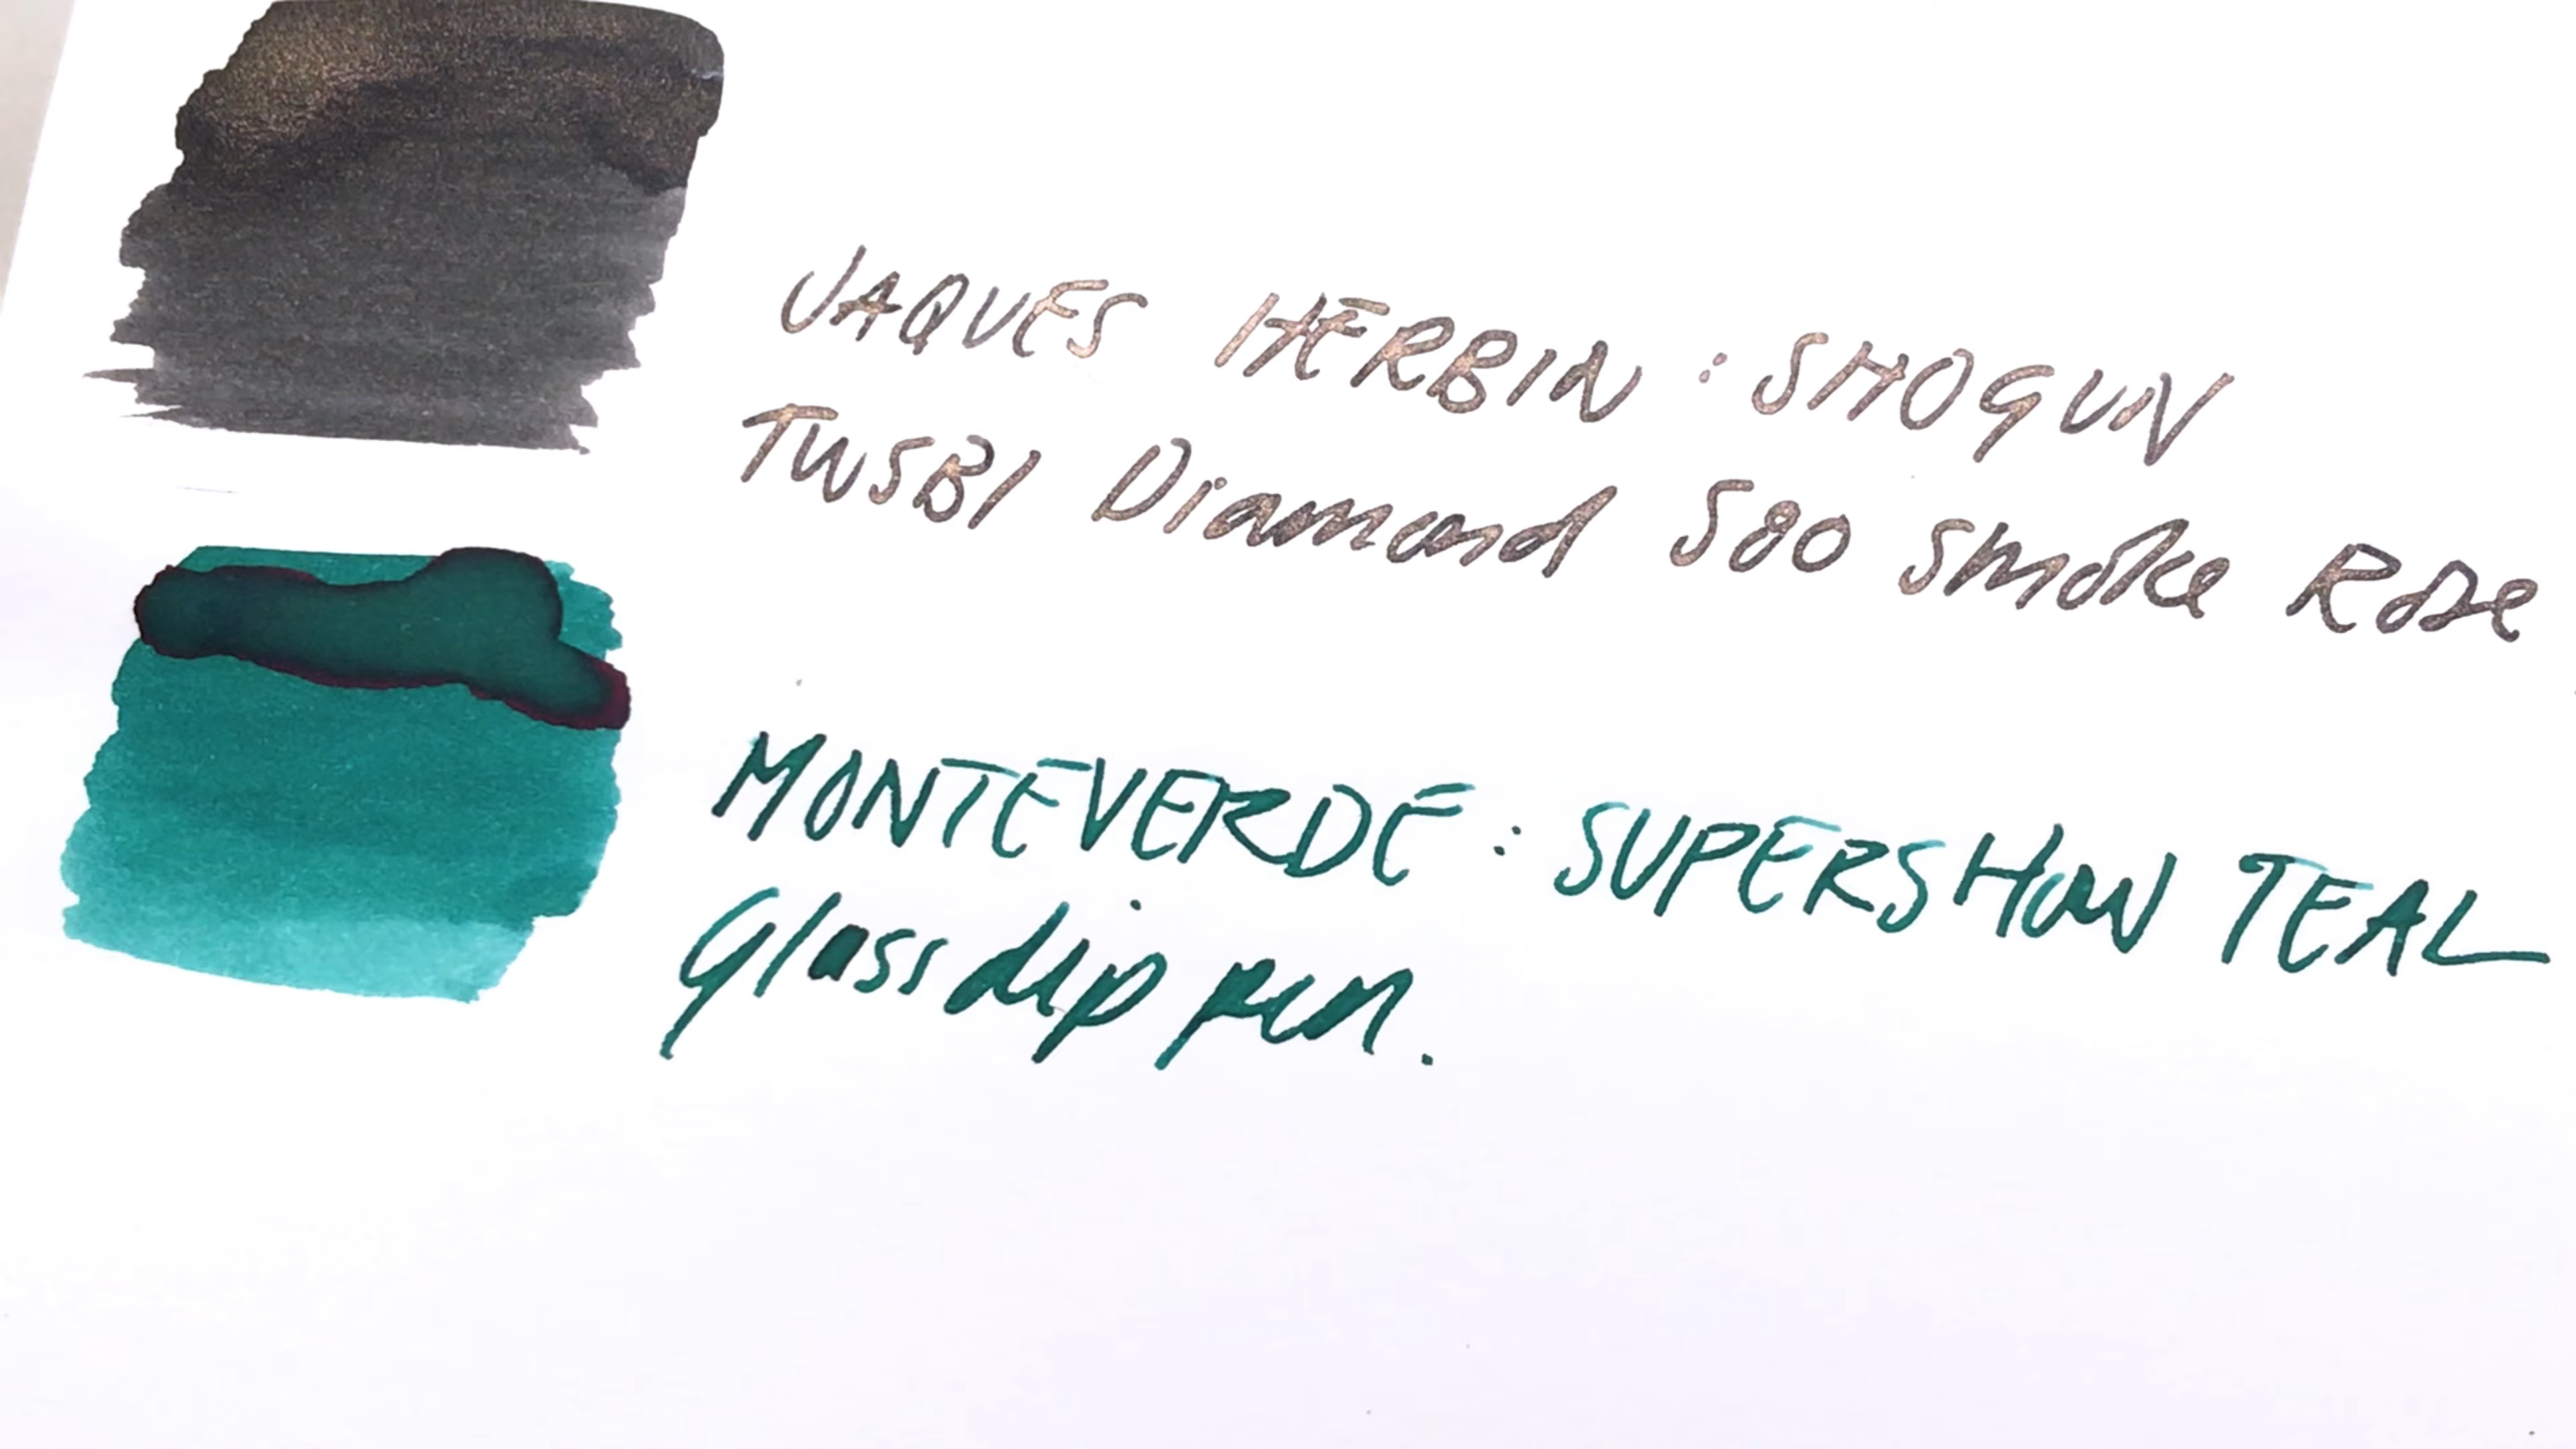 JAQUES HERBIN : SHOGUN
TWSBI Diamond 580 Smoke Rose
MONTEVERDE : SUPERSHOW TEAL
Glass dip pen.